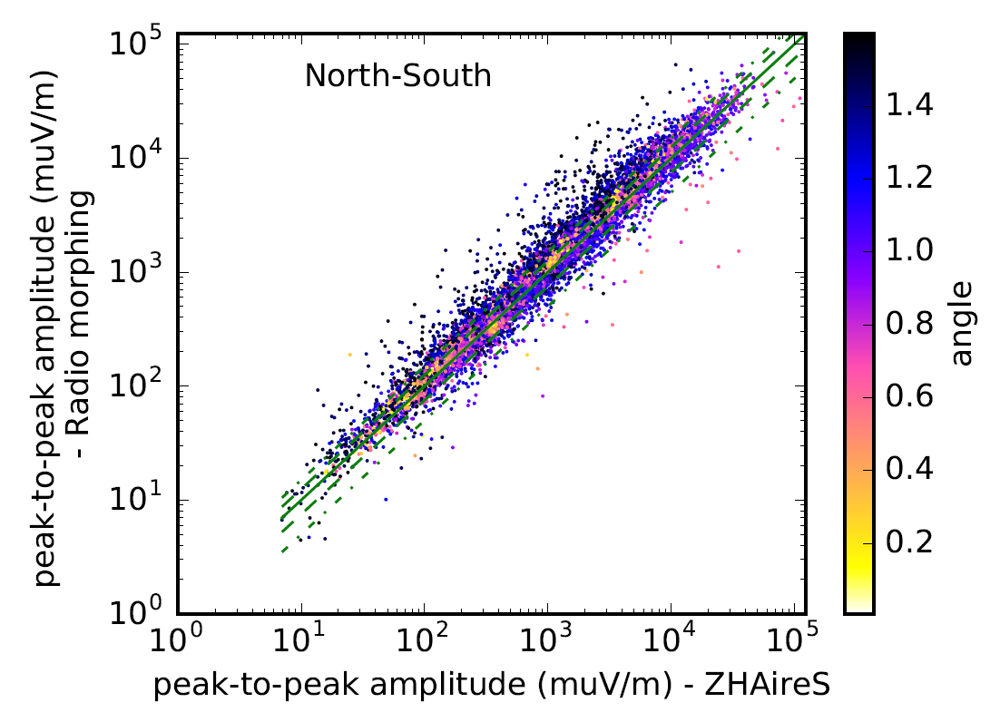 North-South
peak-to-peak amplitude (muV/m)
- Radio morphing
10^5
10^4
10^3
10^2
10^1
10^0
10^0 10^1 10^2 10^3 10^4 10^5
peak-to-peak amplitude (muV/m) - ZHAireS
1.4
1.2
1.0
0.8
0.6
0.4
0.2
angle